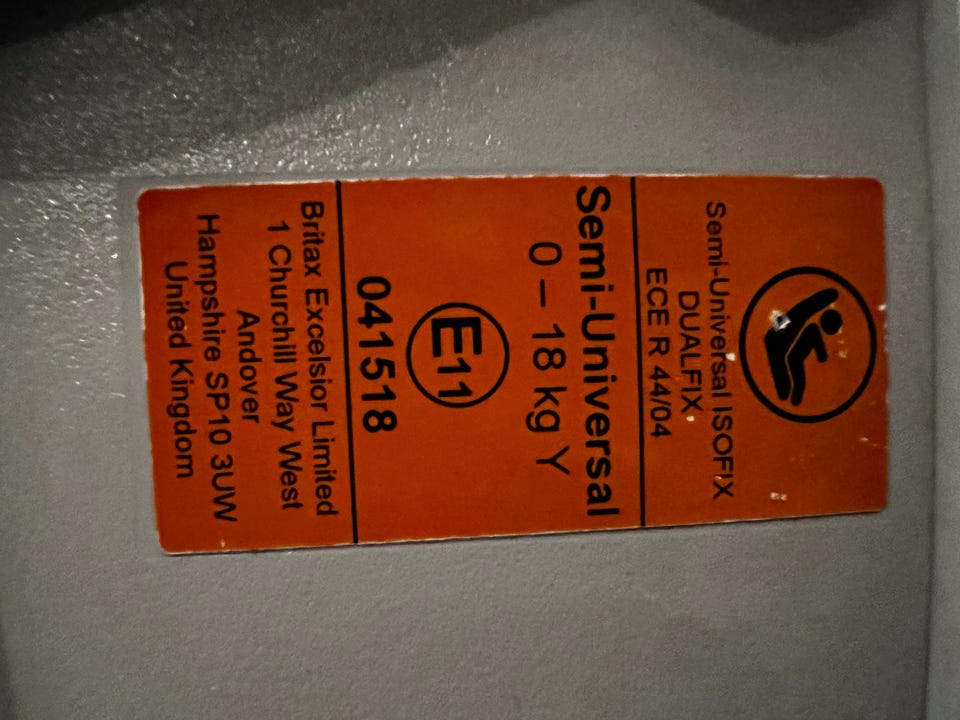 Semi-Universal ISOFIX
DUALFIX
ECE R 44/04
Semi-Universal
0 – 18 kg Y
E11
041518
Britax Excelsior Limited
1 Churchill Way West
Andover
Hampshire SP10 3UW
United Kingdom